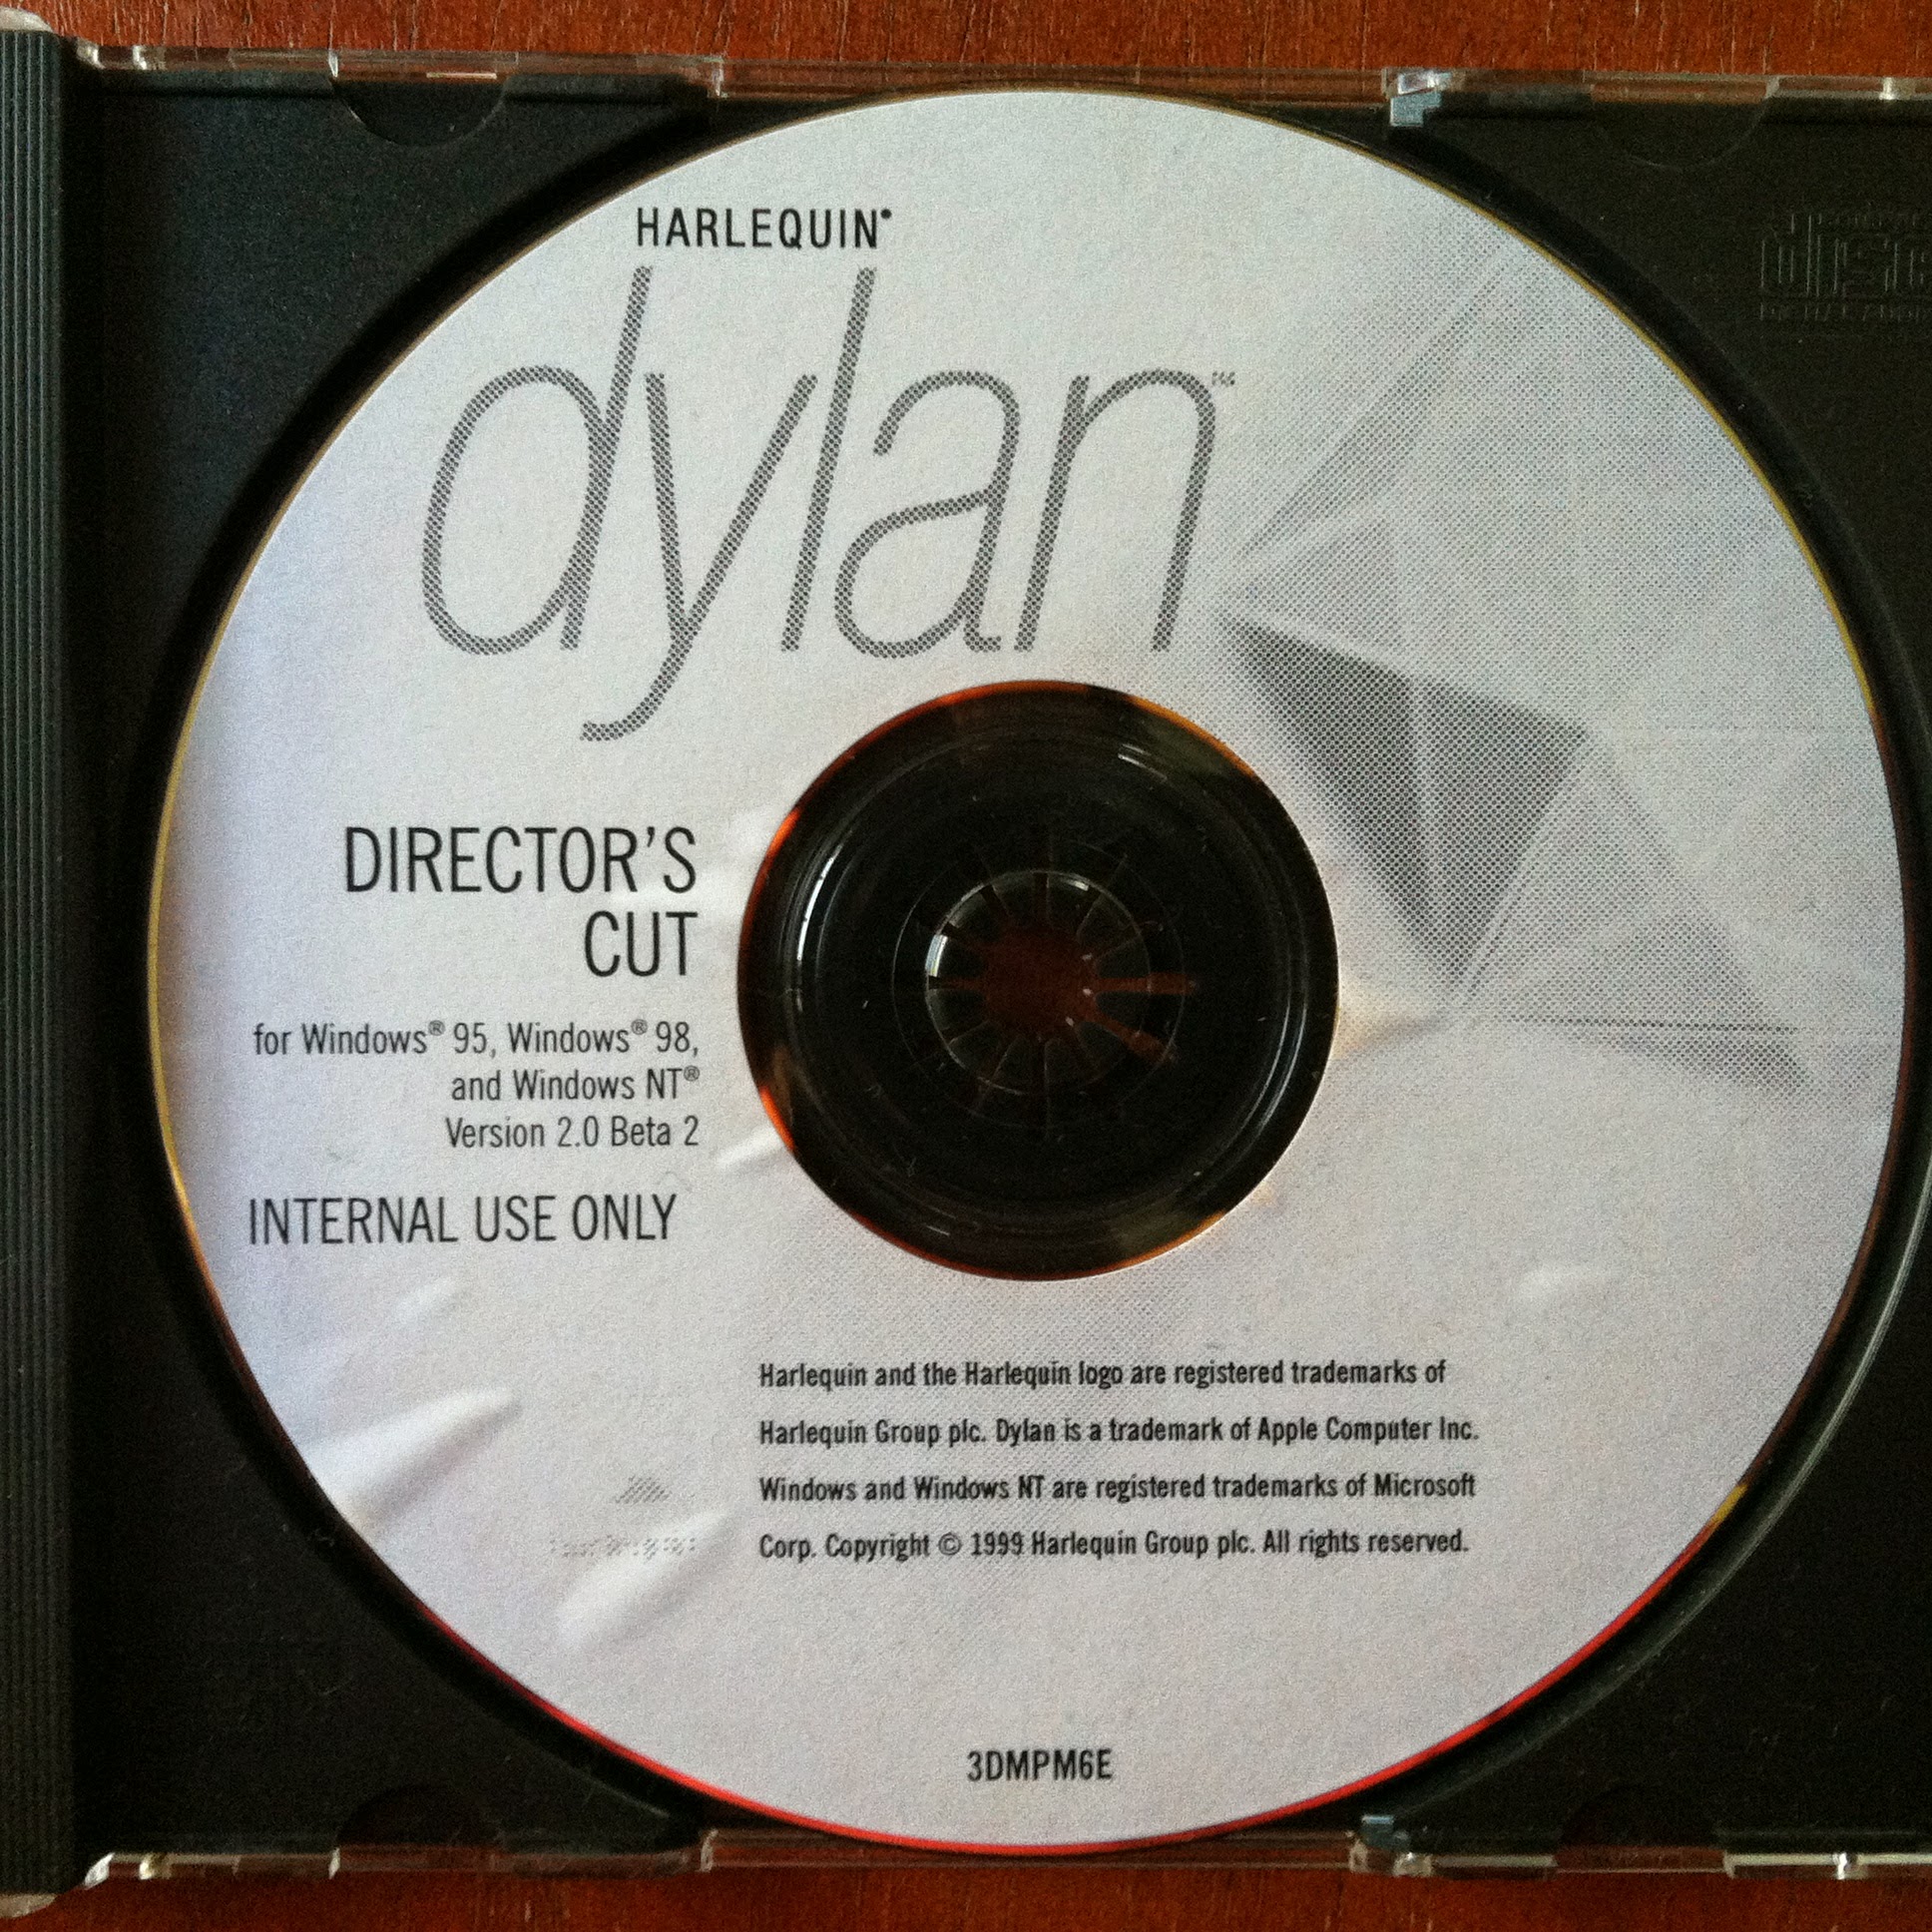 HARLEQUIN®
dylan™
DIRECTOR'S
CUT
for Windows® 95, Windows® 98,
and Windows NT®
Version 2.0 Beta 2
INTERNAL USE ONLY
Harlequin and the Harlequin logo are registered trademarks of
Harlequin Group plc. Dylan is a trademark of Apple Computer Inc.
Windows and Windows NT are registered trademarks of Microsoft
Corp. Copyright © 1999 Harlequin Group plc. All rights reserved.
3DMPM6E